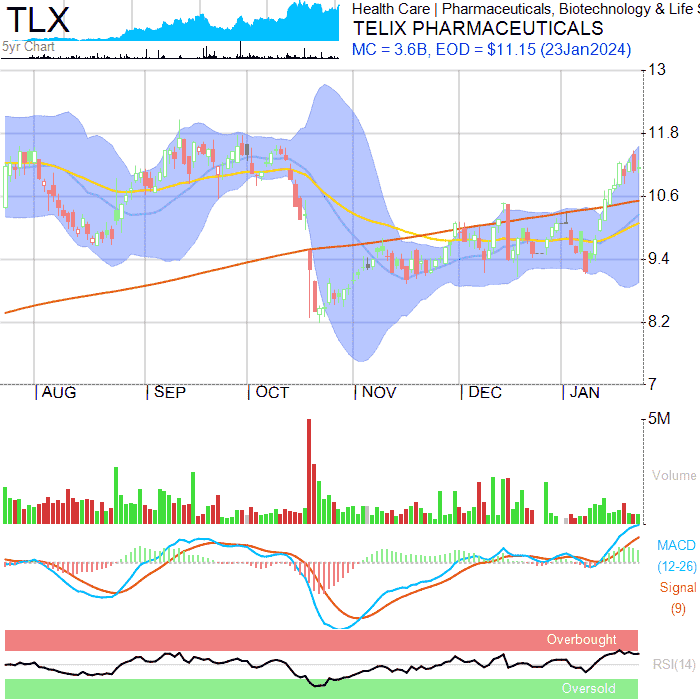 TLX
5yr Chart
Health Care | Pharmaceuticals, Biotechnology & Life S
TELIX PHARMACEUTICALS
MC = 3.6B, EOD = $11.15 (23Jan2024)
13
11.8
10.6
9.4
8.2
7
AUG SEP OCT NOV DEC JAN
5M
Volume
MACD
(12-26)
Signal
(9)
Overbought
RSI(14)
Oversold